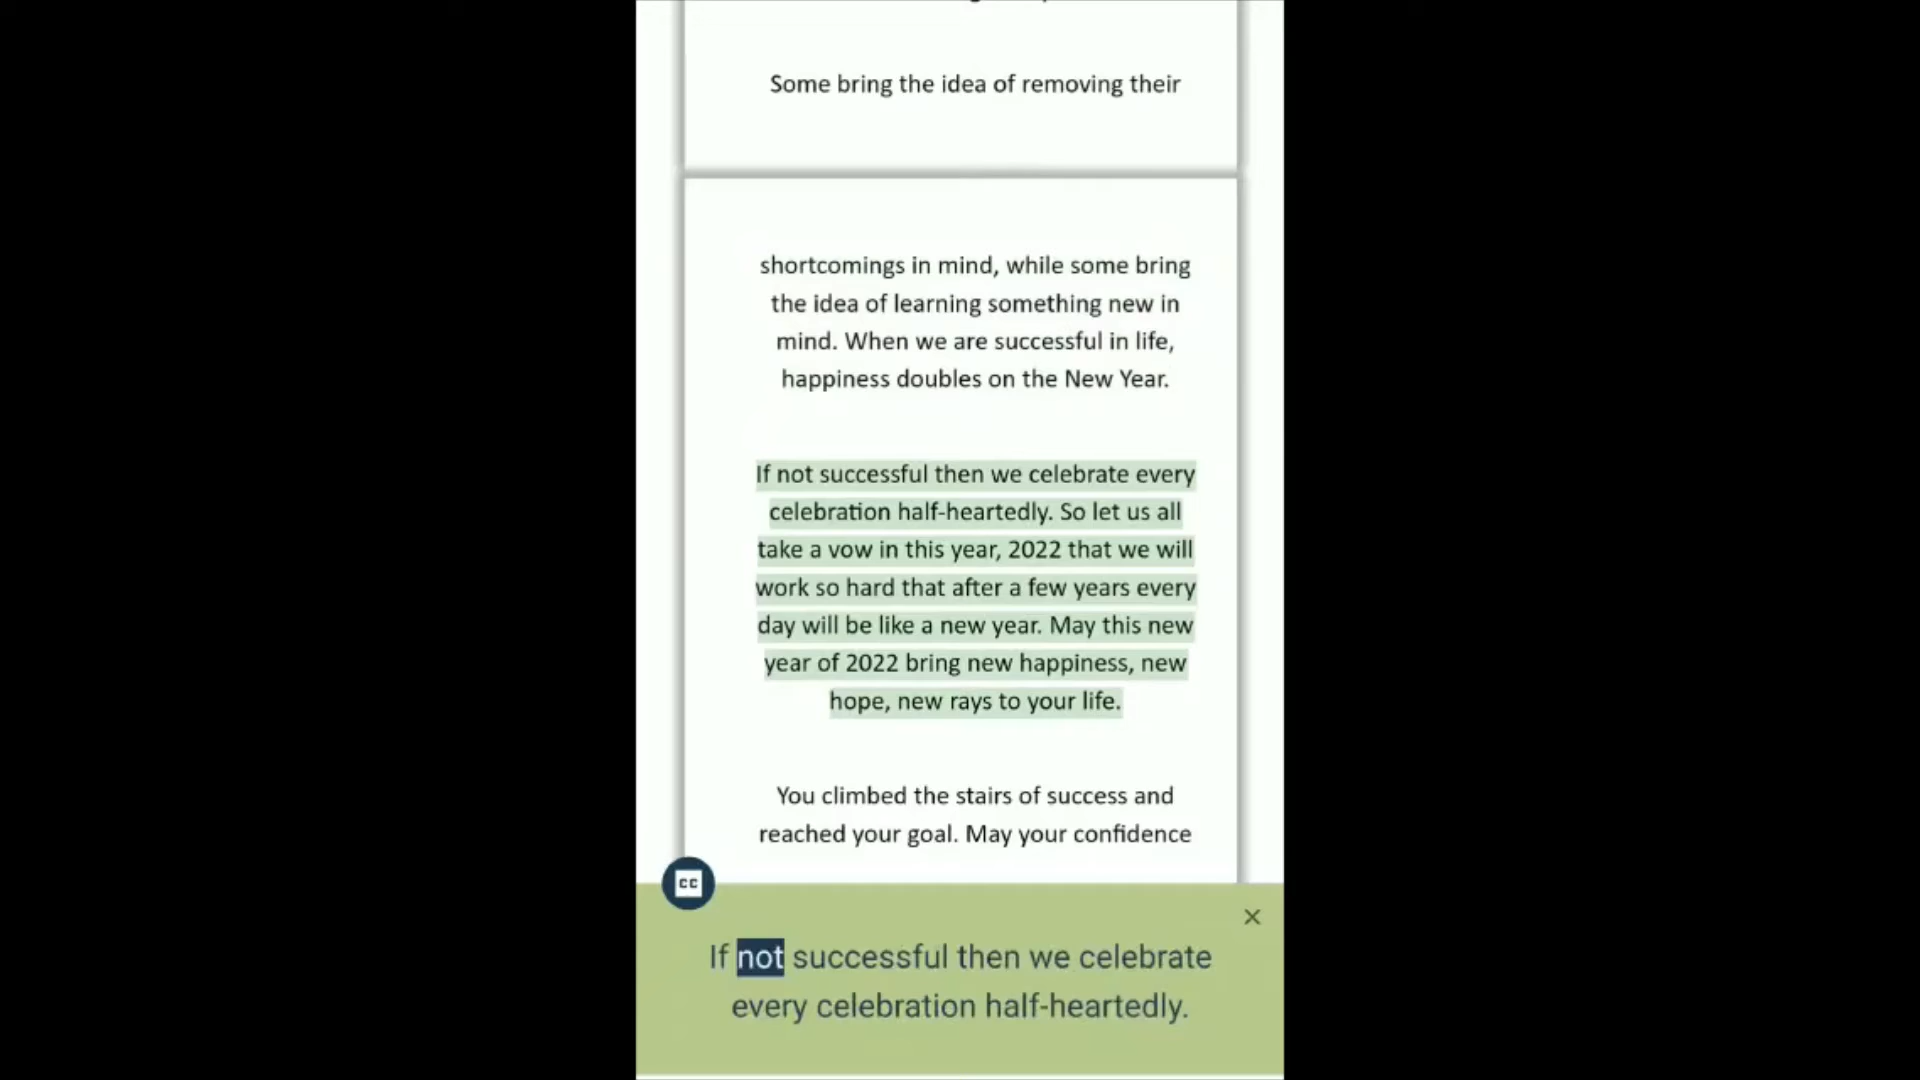 Some bring the idea of removing their
shortcomings in mind, while some bring
the idea of learning something new in
mind. When we are successful in life,
happiness doubles on the New Year.
If not successful then we celebrate every
celebration half-heartedly. So let us all
take a vow in this year, 2022 that we will
work so hard that after a few years every
day will be like a new year. May this new
year of 2022 bring new happiness, new
hope, new rays to your life.
You climbed the stairs of success and
reached your goal. May your confidence
CC
If not successful then we celebrate
every celebration half-heartedly.